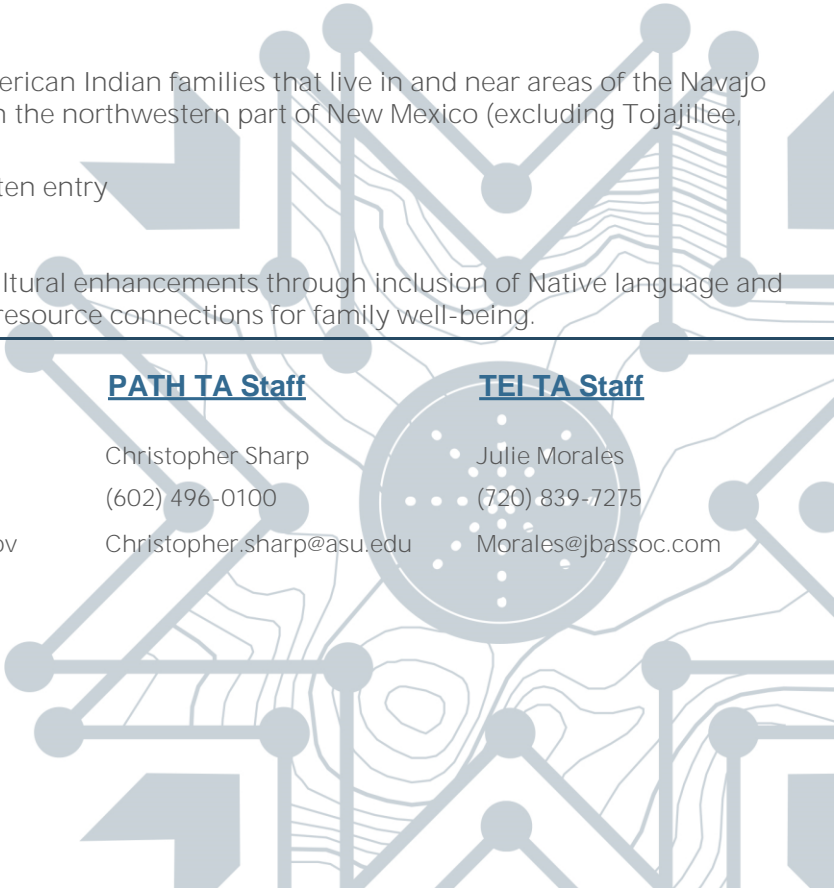 erican Indian families that live in and near areas of the Navajo
n the northwestern part of New Mexico (excluding Tojajillee,
ten entry
ltural enhancements through inclusion of Native language and
resource connections for family well-being.
PATH TA Staff TEI TA Staff
Christopher Sharp Julie Morales
(602) 496-0100 (720) 839-7275
ov Christopher.sharp@asu.edu Morales@jbassoc.com